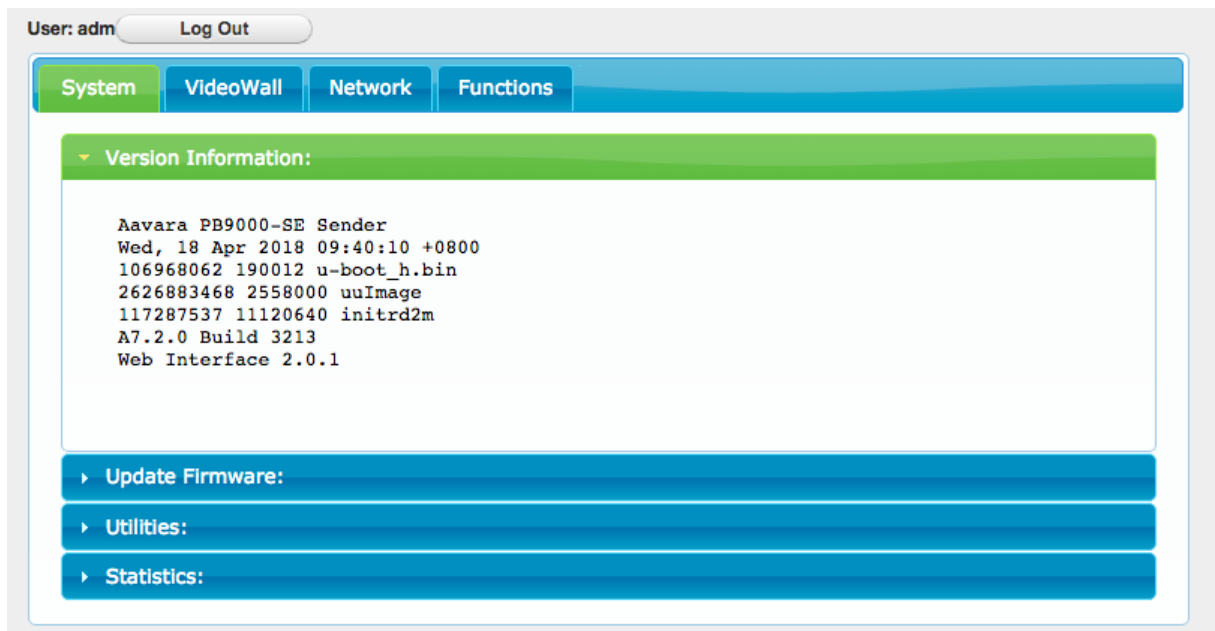 User: adm Log Out
System VideoWall Network Functions
Version Information:
Aavara PB9000-SE Sender
Wed, 18 Apr 2018 09:40:10 +0800
106968062 190012 u-boot_h.bin
2626883468 2558000 uuImage
117287537 11120640 initrd2m
A7.2.0 Build 3213
Web Interface 2.0.1
Update Firmware:
Utilities:
Statistics: